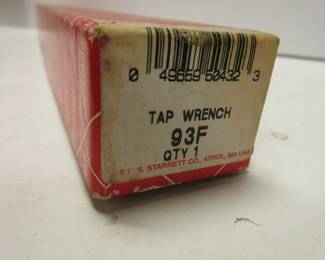 0 49659 50432 3
TAP WRENCH
93F
QTY 1
S. STARRETT CO., ATHOL, MA USA